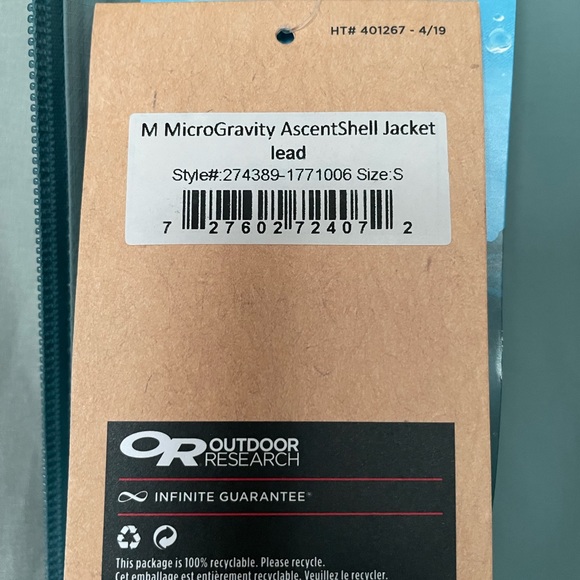 HT# 401267 - 4/19
M MicroGravity AscentShell Jacket
lead
Style#:274389-1771006 Size:S
7 27602 72407 2
OR OUTDOOR
RESEARCH
INFINITE GUARANTEE®
This package is 100% recyclable. Please recycle.
Cet emballage est entièrement recyclable. Veuillez le recycler.